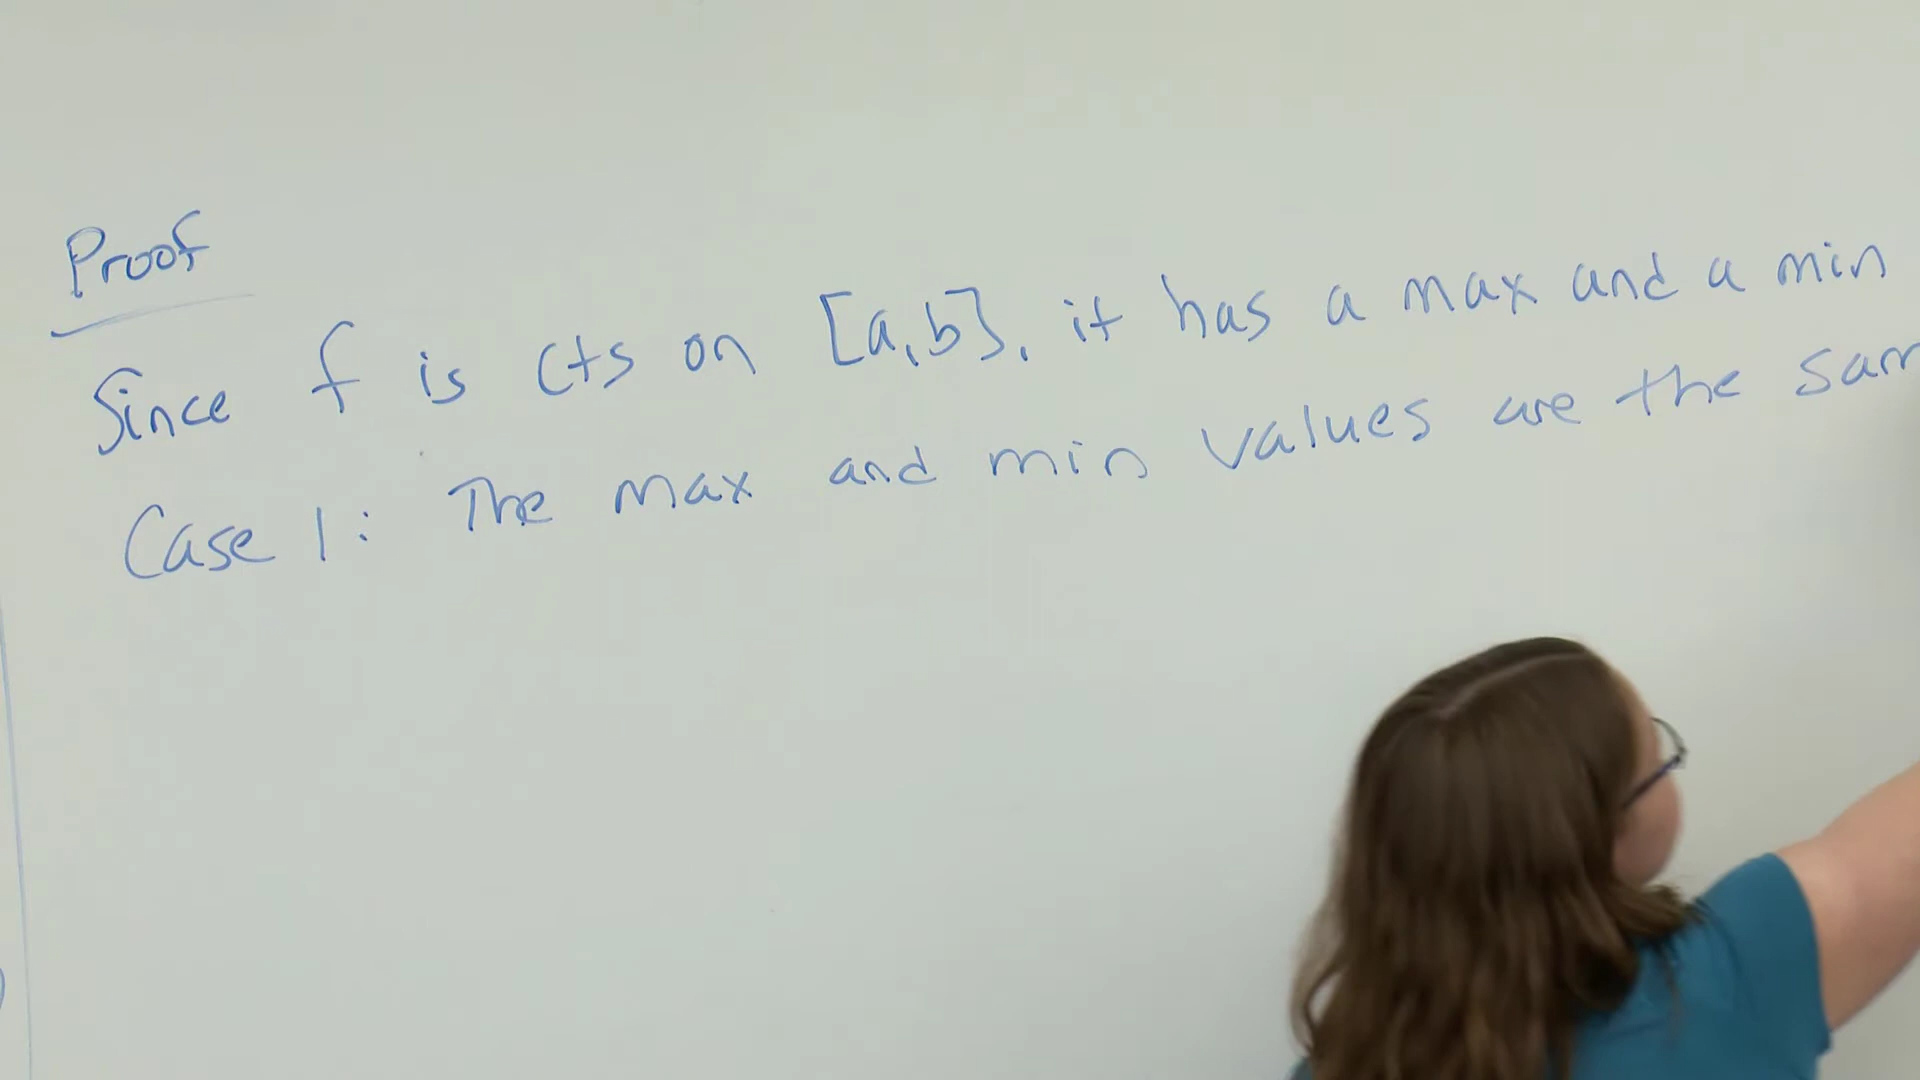 Proof
Since f is cts on [a,b], it has a max and a min
Case 1: The max and min values are the sam